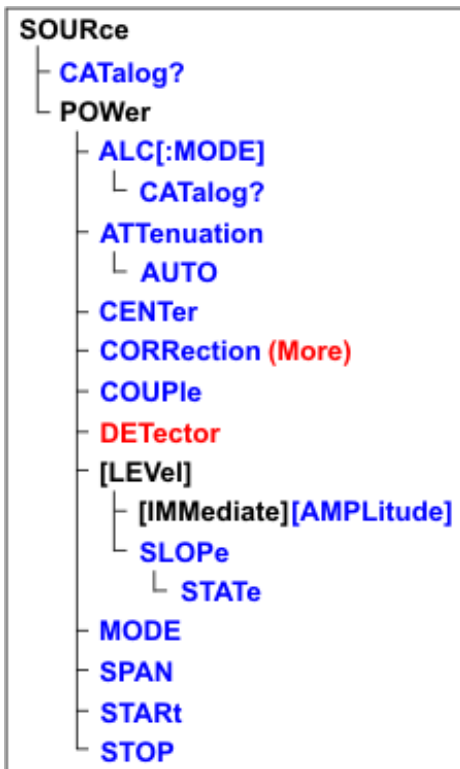 SOURce
CATalog?
POWer
ALC[:MODE]
CATalog?
ATTenuation
AUTO
CENTer
CORRection (More)
COUPle
DETector
[LEVel]
[IMMediate][AMPLitude]
SLOPe
STATe
MODE
SPAN
STARt
STOP